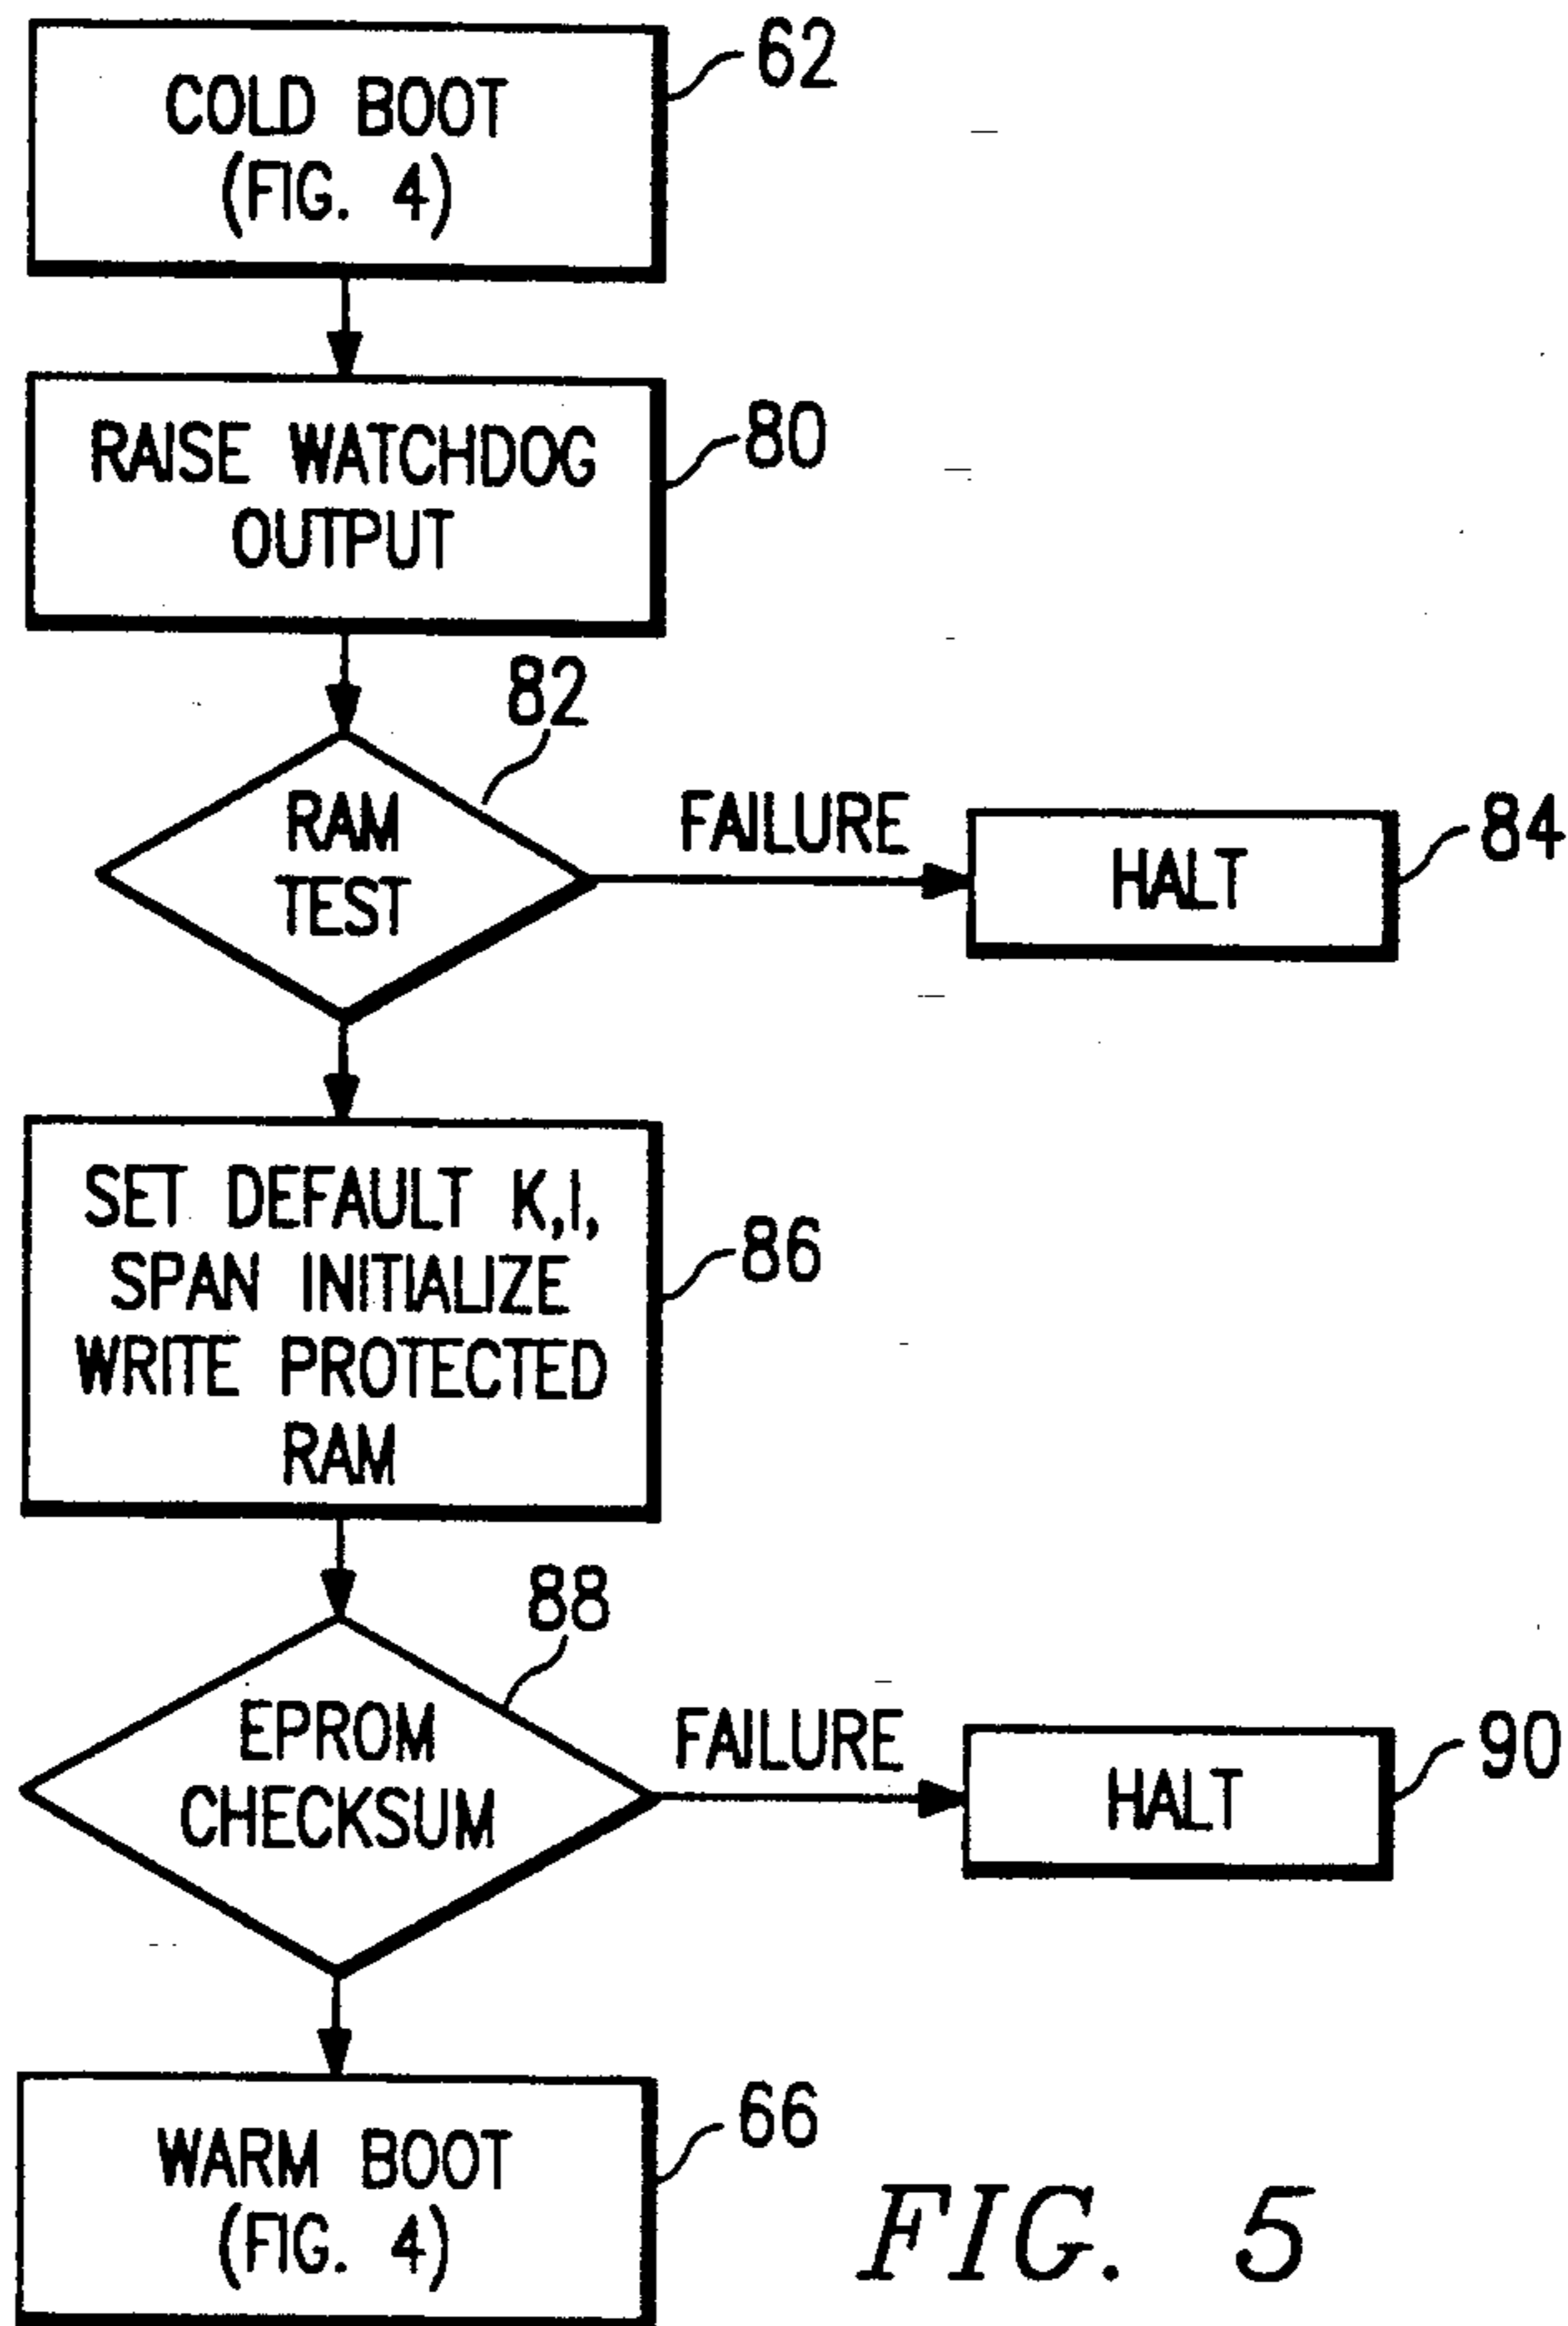 COLD BOOT
(FIG. 4)
62
RAISE WATCHDOG
OUTPUT
80
82
RAM
TEST
FAILURE
HALT
84
SET DEFAULT K,I,
SPAN INITIALIZE
WRITE PROTECTED
RAM
86
88
EPROM
CHECKSUM
FAILURE
HALT
90
WARM BOOT
(FIG. 4)
66
FIG. 5